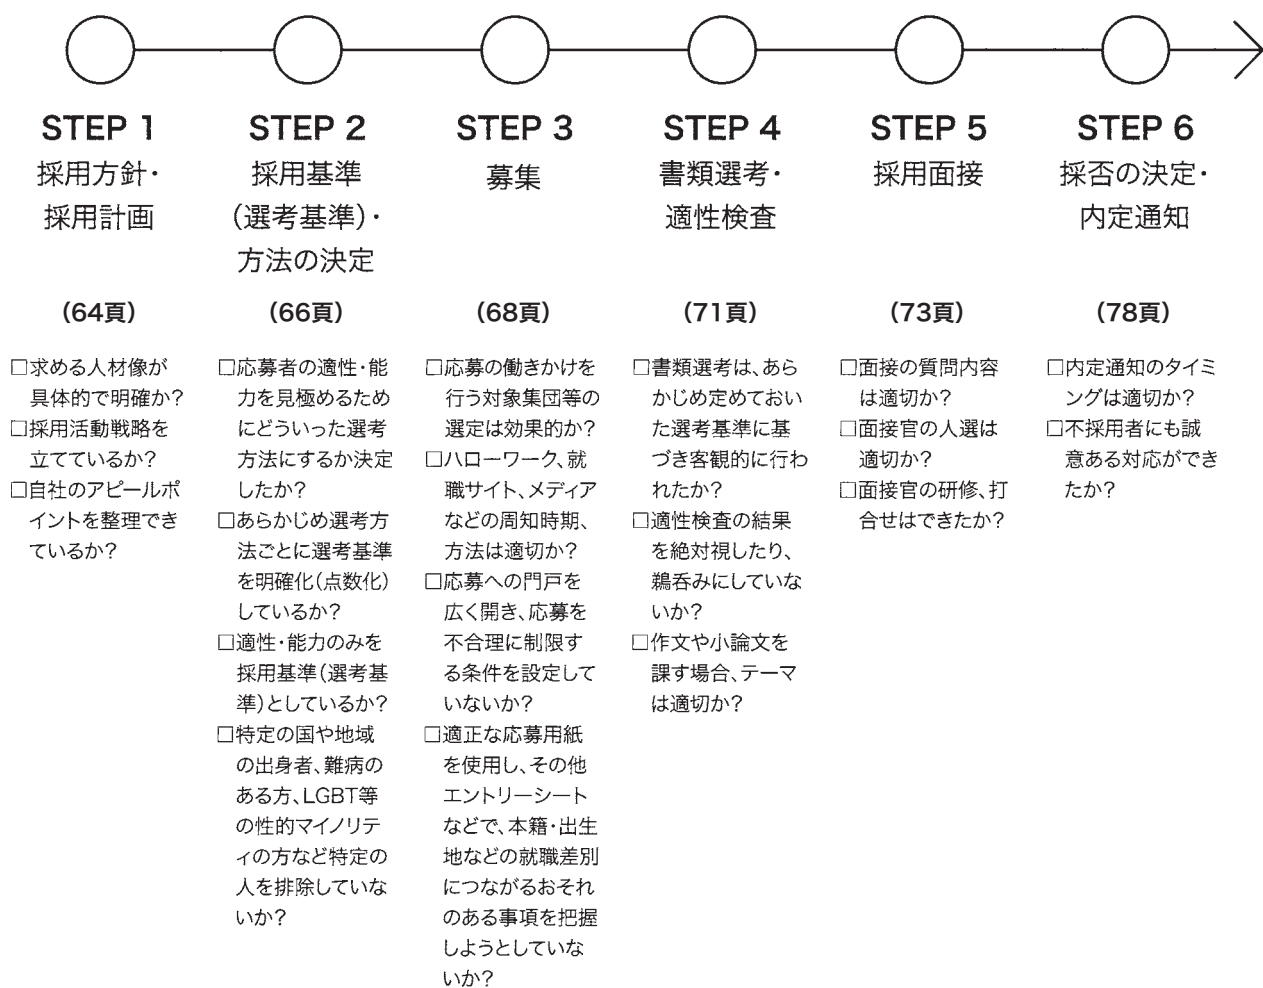 STEP 1
採用方針・
採用計画
(64頁)
□求める人材像が
具体的で明確か?
□採用活動戦略を
立てているか?
□自社のアピールポ
イントを整理でき
ているか?
STEP 2
採用基準
(選考基準)・
方法の決定
(66頁)
□応募者の適性・能
力を見極めるため
にどういった選考
方法にするか決定
したか?
□あらかじめ選考方
法ごとに選考基準
を明確化(点数化)
しているか?
□適性・能力のみを
採用基準(選考基
準)としているか?
□特定の国や地域
の出身者、難病の
ある方、LGBT等
の性的マイノリテ
ィの方など特定の
人を排除していな
いか?
STEP 3
募集
(68頁)
□応募の働きかけを
行う対象集団等の
選定は効果的か?
□ハローワーク、就
職サイト、メディア
などの周知時期、
方法は適切か?
□応募への門戸を
広く開き、応募を
不合理に制限す
る条件を設定して
いないか?
□適正な応募用紙
を使用し、その他
エントリーシート
などで、本籍・出生
地などの就職差別
につながるおそれ
のある事項を把握
しようとしていな
いか?
STEP 4
書類選考・
適性検査
(71頁)
□書類選考は、あら
かじめ定めておい
た選考基準に基
づき客観的に行わ
れたか?
□適性検査の結果
を絶対視したり、
鵜呑みにしていな
いか?
□作文や小論文を
課す場合、テーマ
は適切か?
STEP 5
採用面接
(73頁)
□面接の質問内容
は適切か?
□面接官の人選は
適切か?
□面接官の研修、打
合せはできたか?
STEP 6
採否の決定・
内定通知
(78頁)
□内定通知のタイミ
ングは適切か?
□不採用者にも誠
意ある対応ができ
たか?